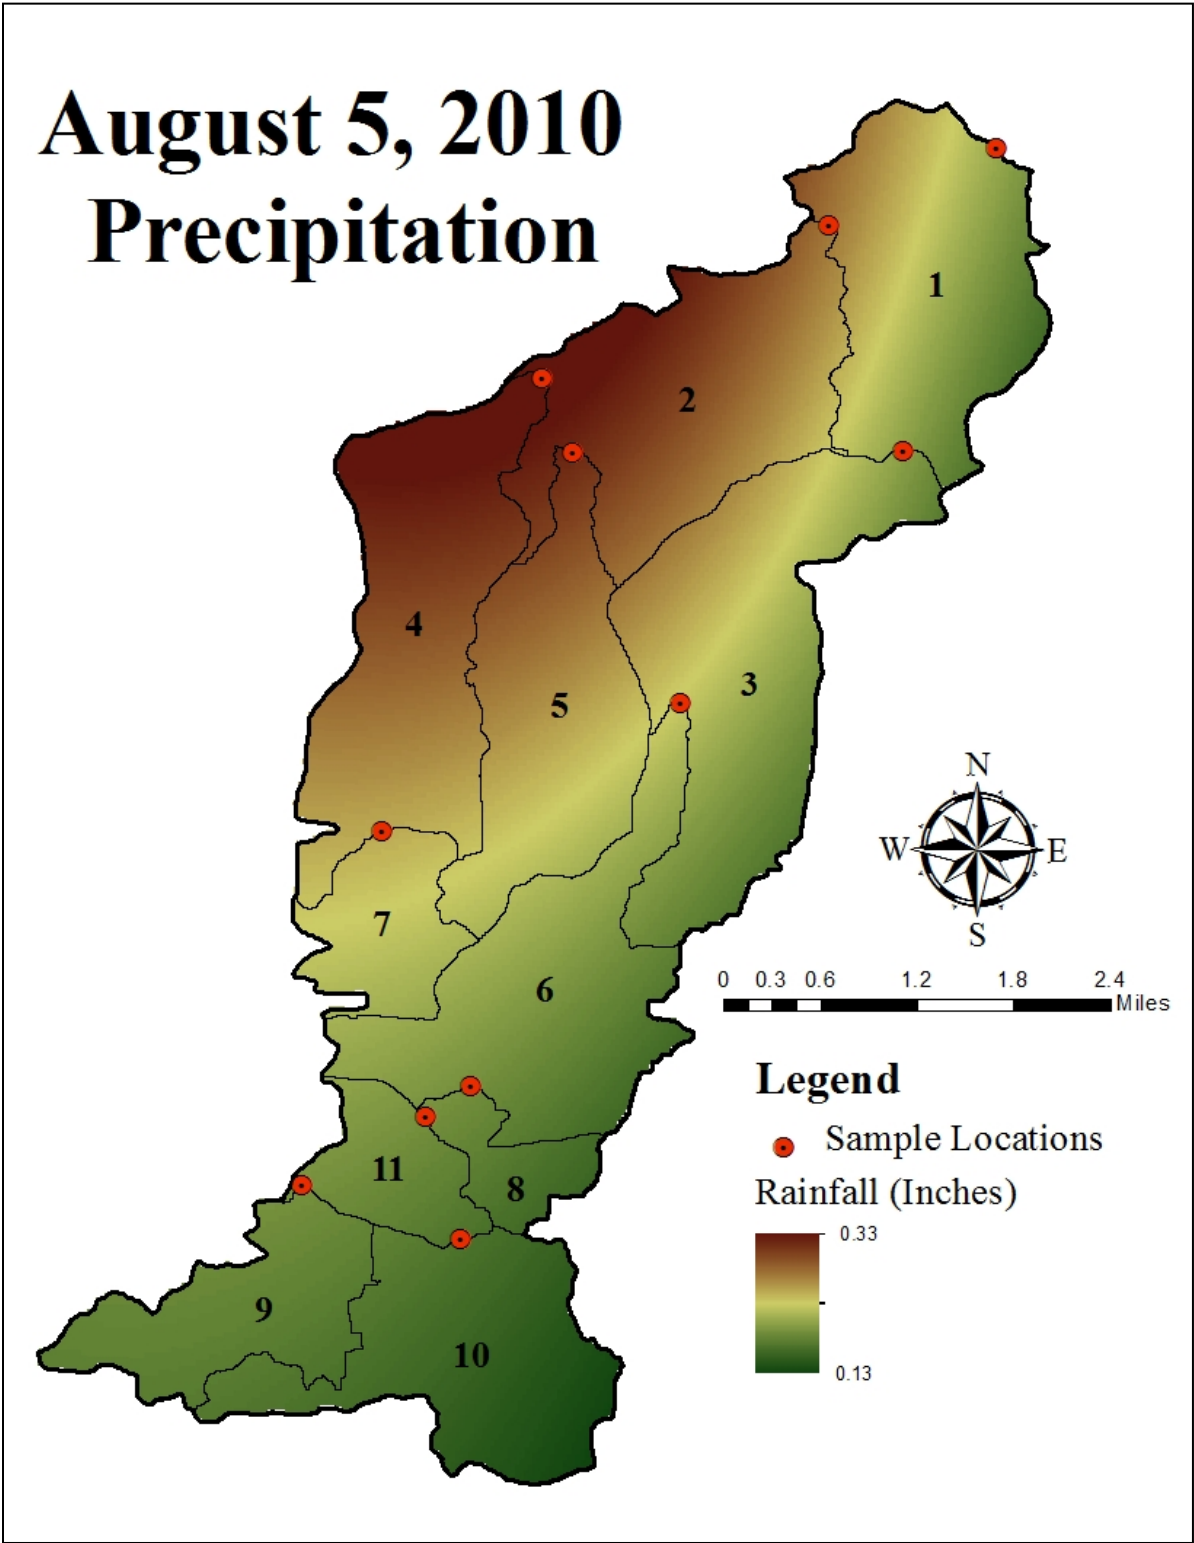 August 5, 2010
Precipitation
1
2
4
5
3
7
6
11
8
9
10
N
W E
S
0 0.3 0.6 1.2 1.8 2.4
Miles
Legend
Sample Locations
Rainfall (Inches)
0.33
0.13